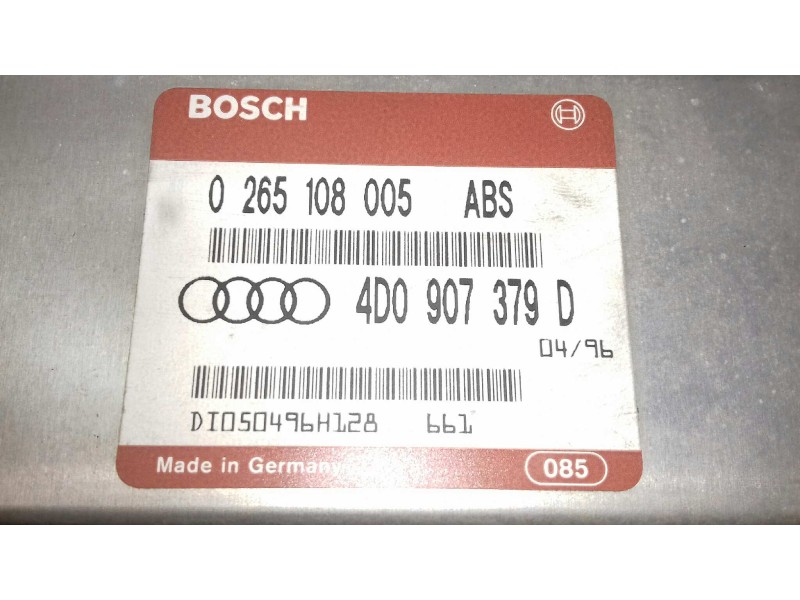 BOSCH
0 265 108 005 ABS
4D0 907 379 D
04/96
DI050496H128 661
Made in Germany
085